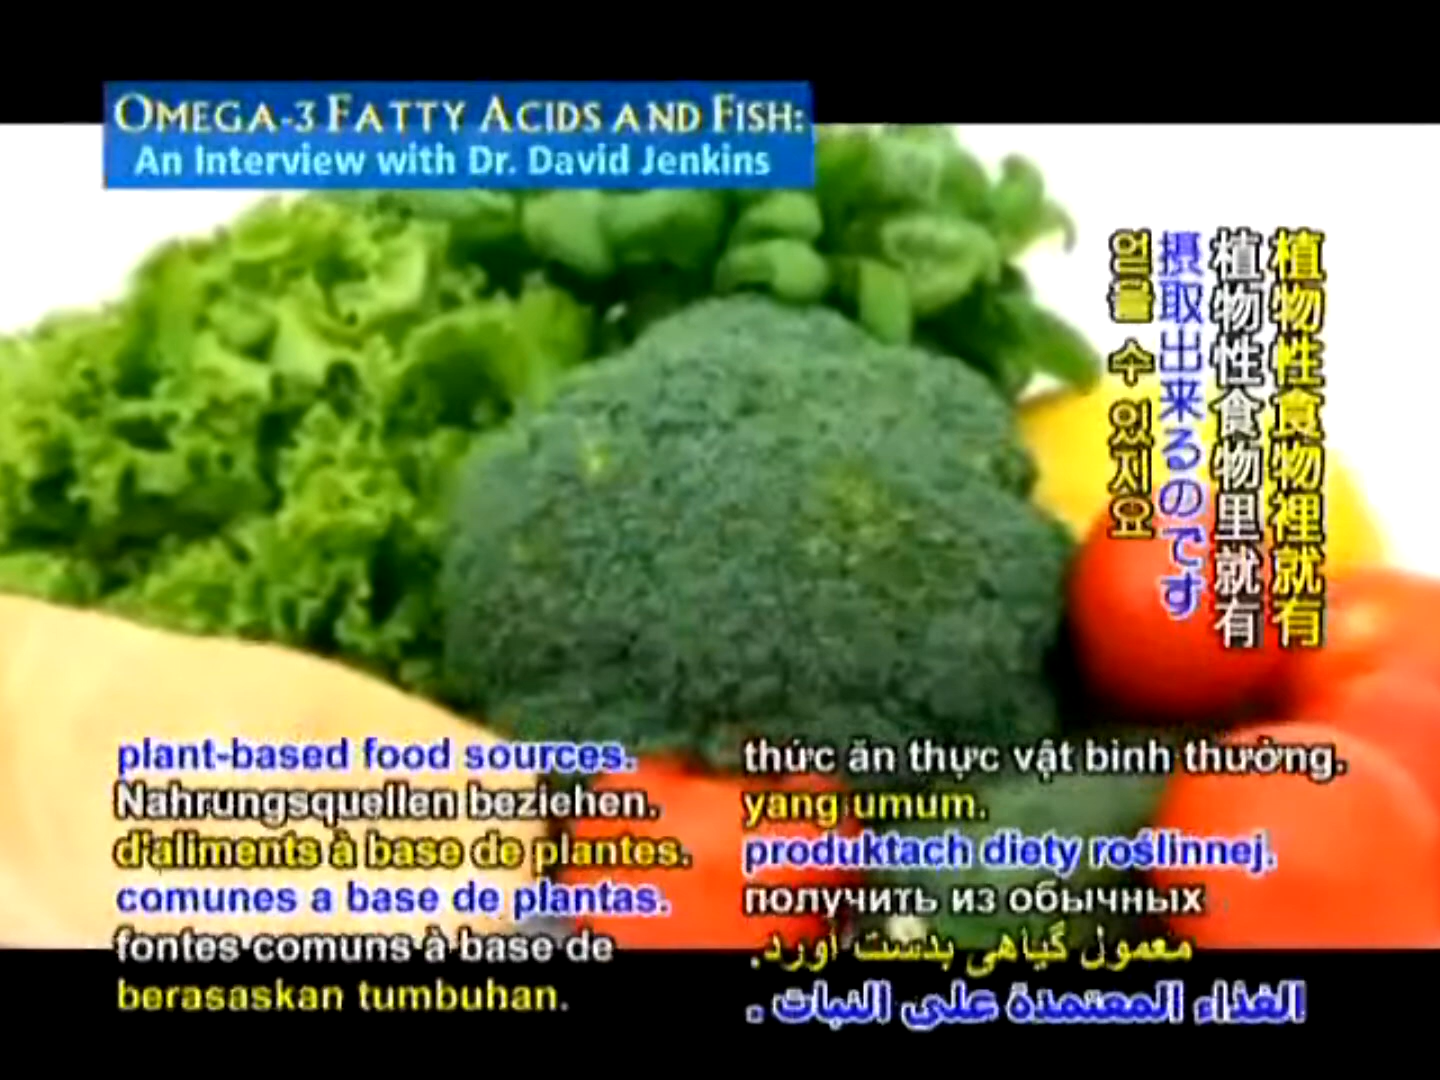 OMEGA-3 FATTY ACIDS AND FISH:
An Interview with Dr. David Jenkins
植物性食物裡就有
植物性食物里就有
摂取出来るのです
얻을 수 있지요
plant-based food sources.
Nahrungsquellen beziehen.
d'aliments à base de plantes.
comunes a base de plantas.
fontes comuns à base de
berasaskan tumbuhan.
thức ăn thực vật bình thường.
yang umum.
produktach diety roślinnej.
получить из обычных
معمول گیاهی بدست آورد.
الغذاء المعتمدة على النبات .